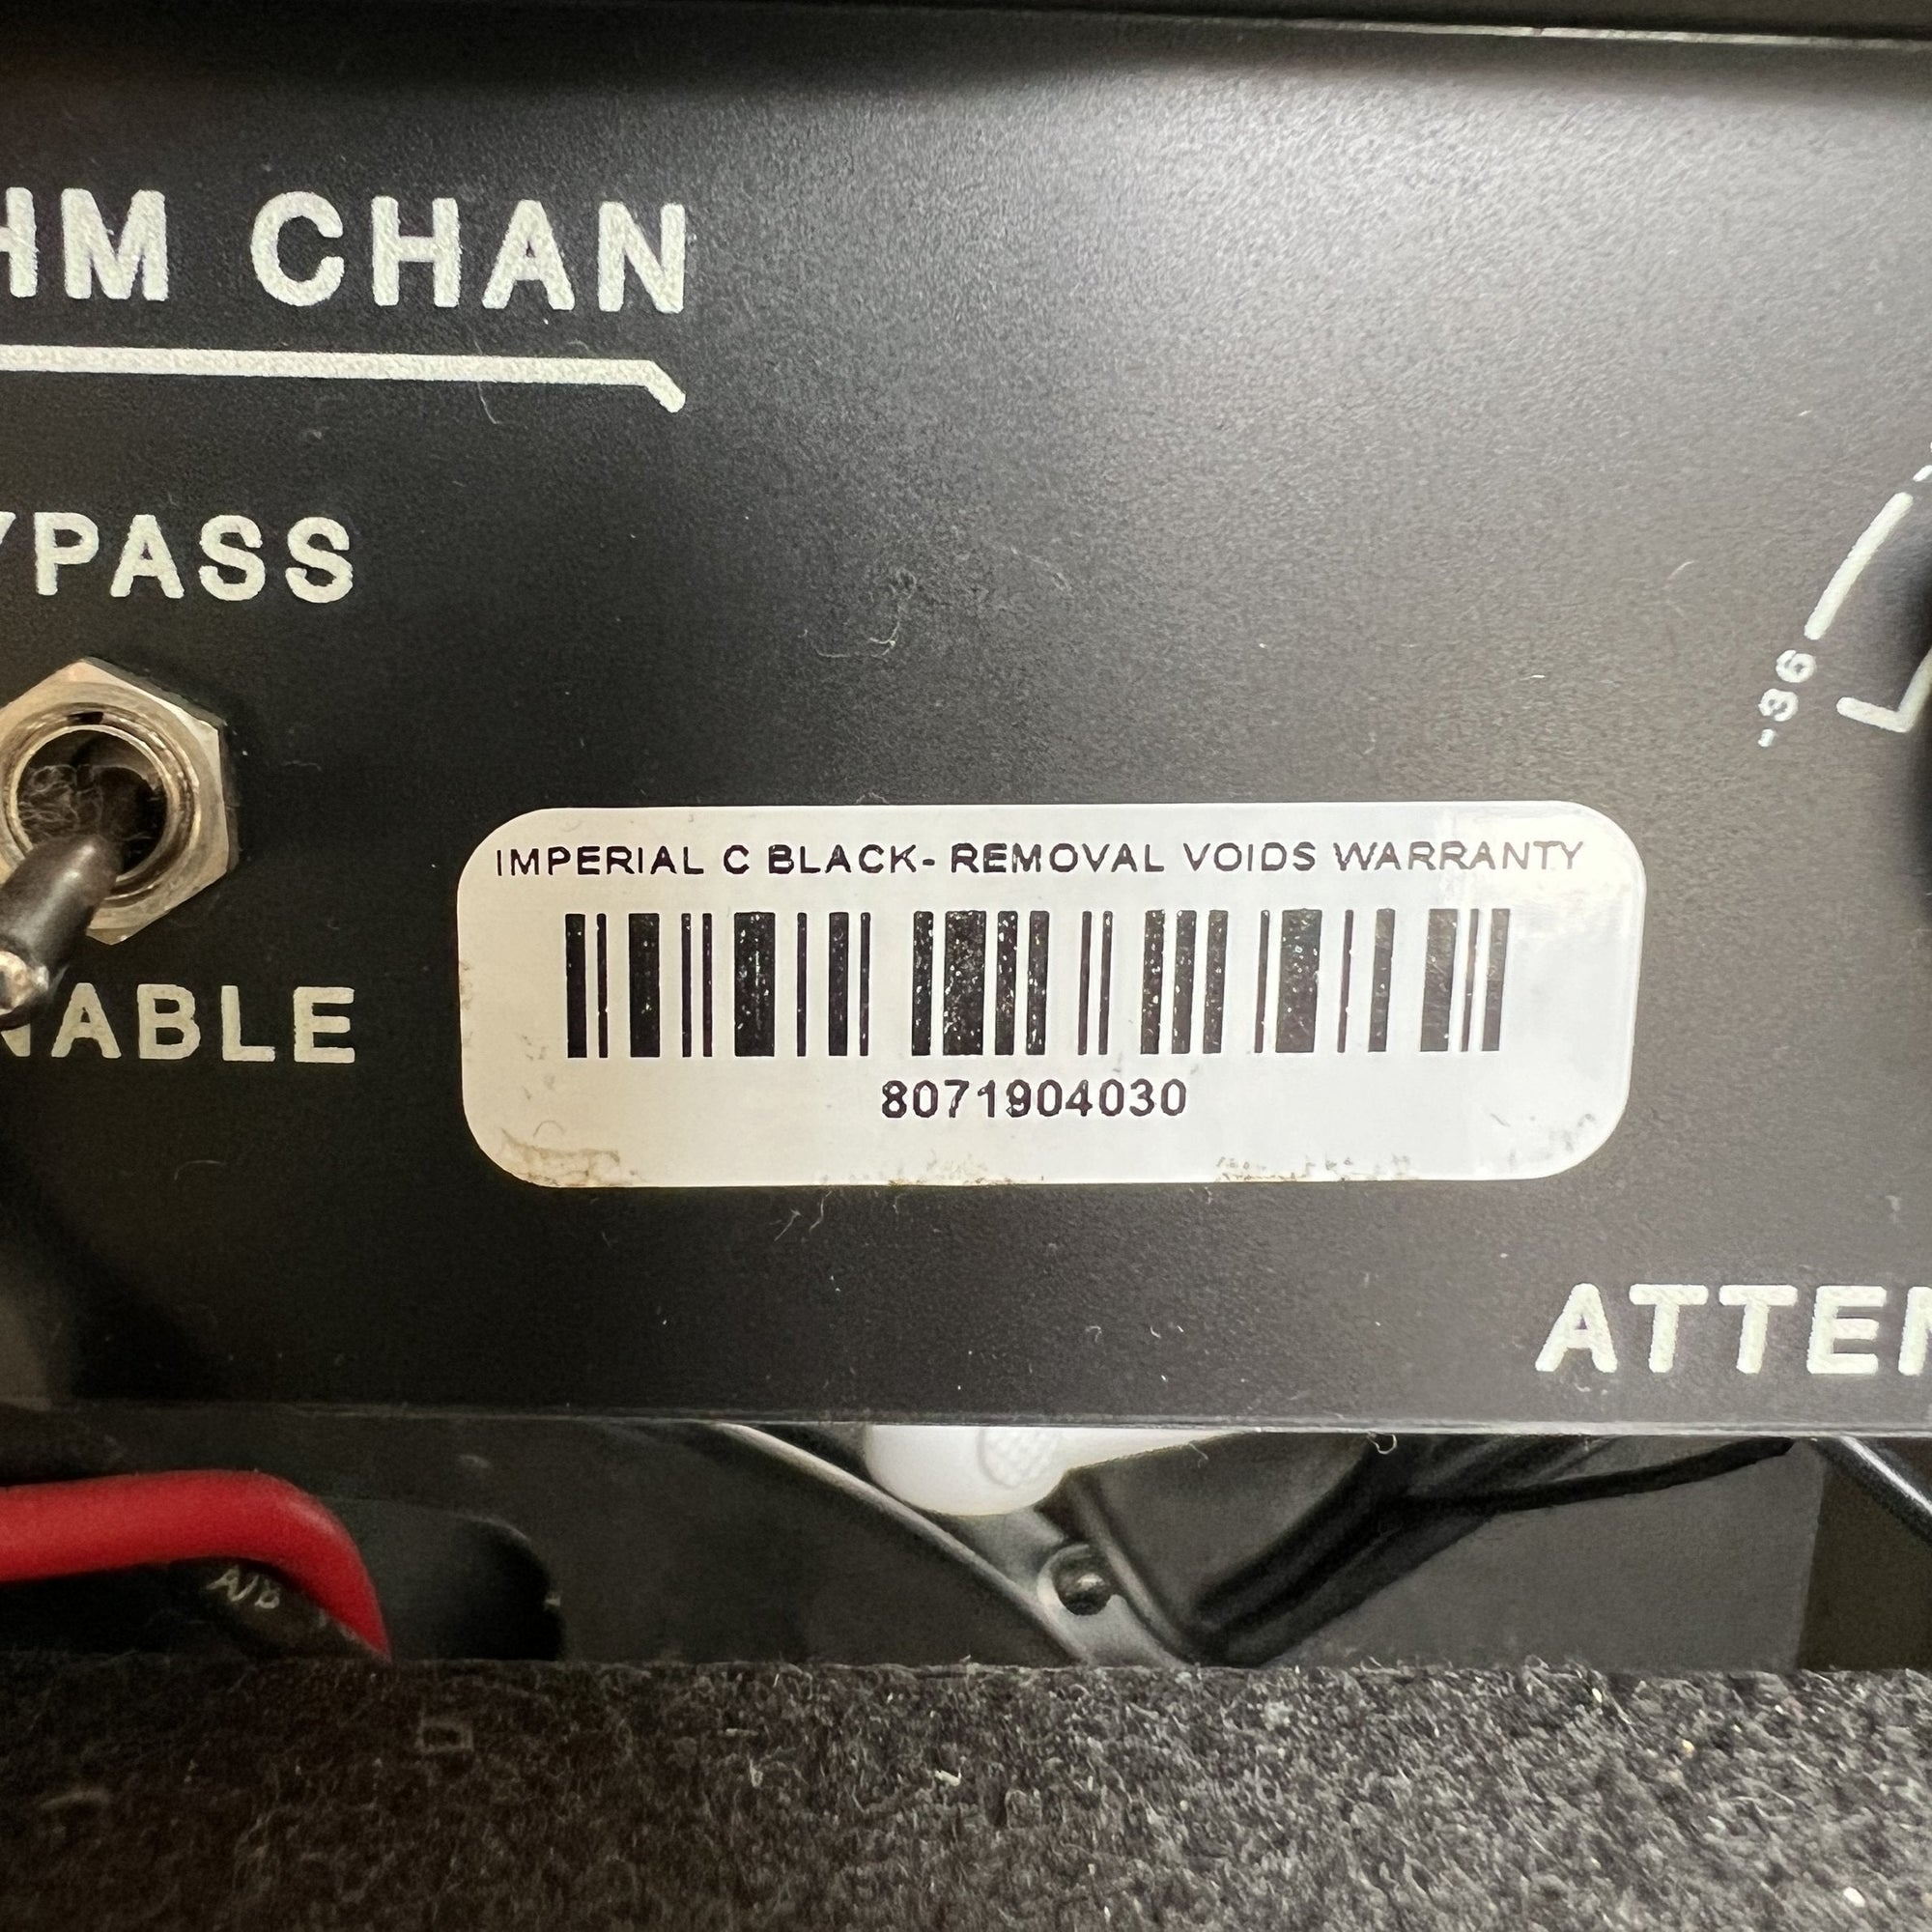 HM CHAN
YPASS
-36
IMPERIAL C BLACK- REMOVAL VOIDS WARRANTY
8071904030
NABLE
ATTEN
A/B